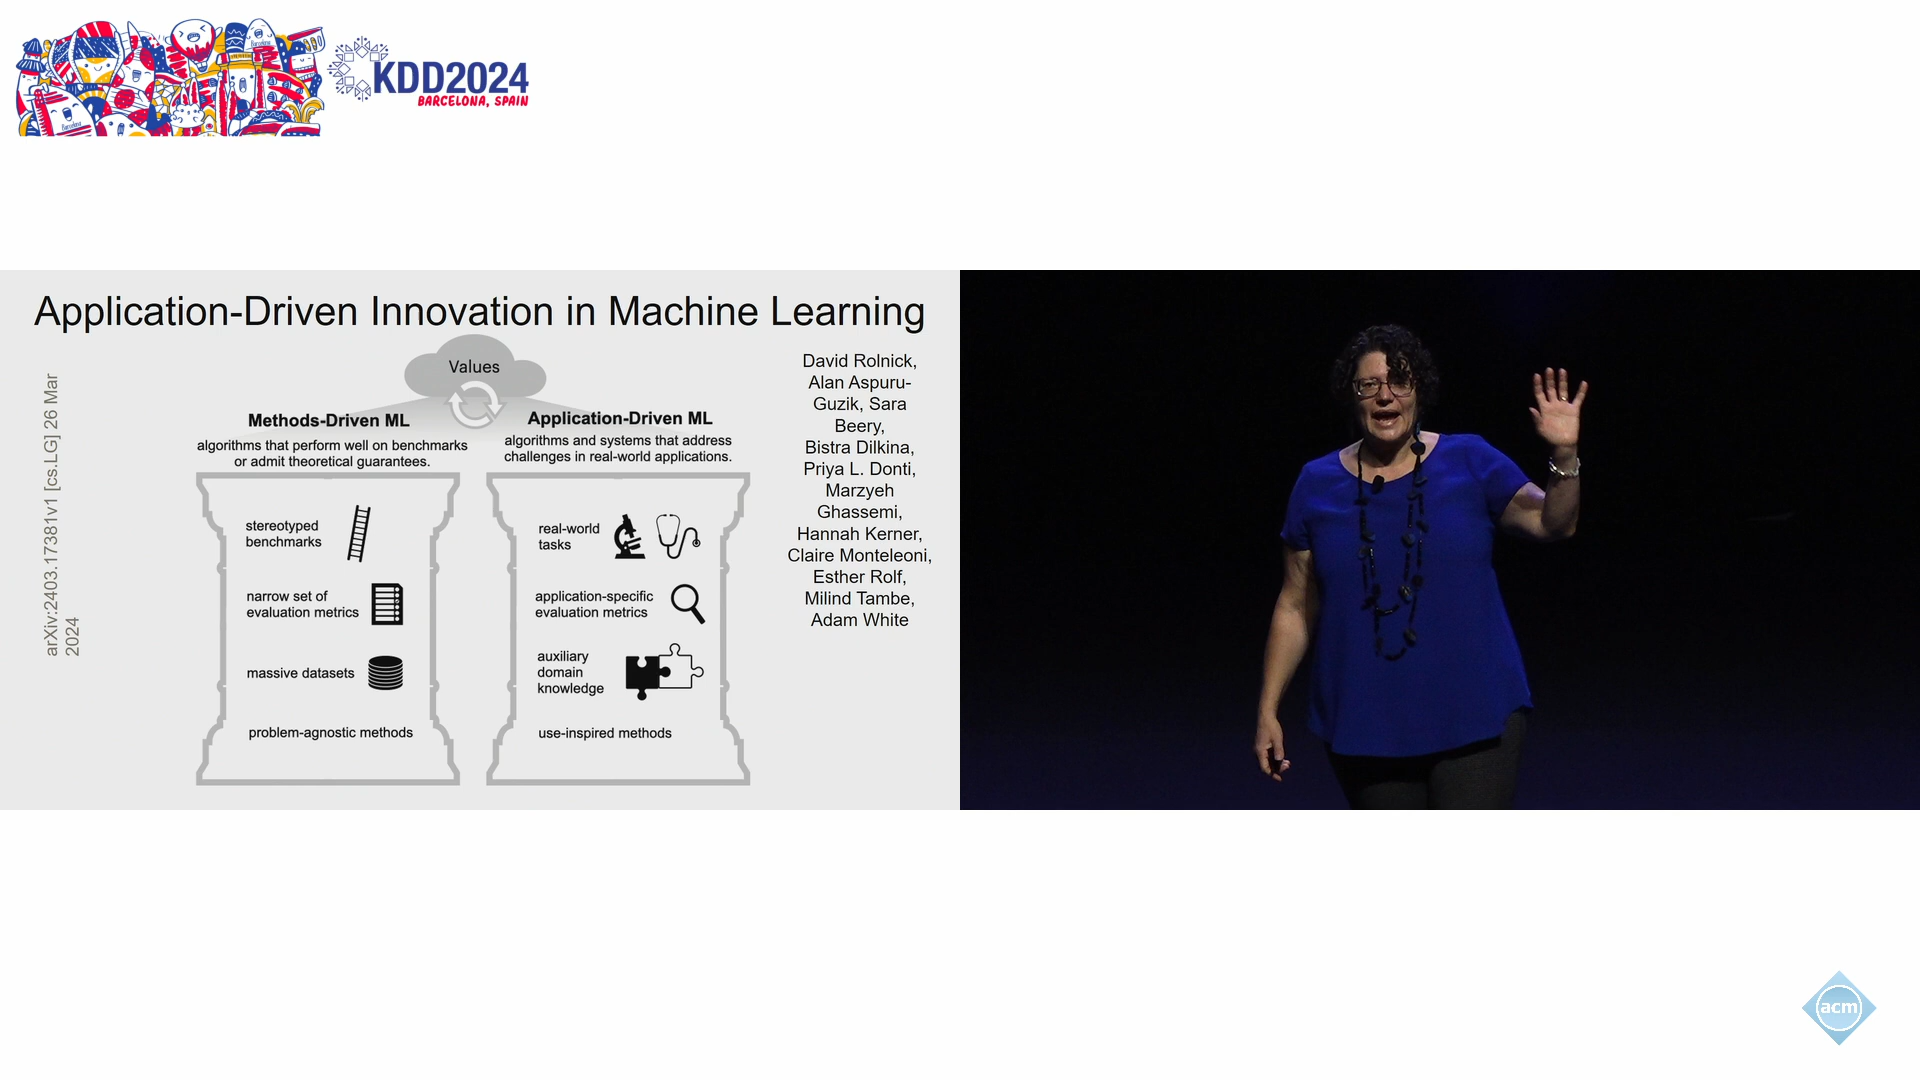 KDD2024
BARCELONA, SPAIN
Application-Driven Innovation in Machine Learning
arXiv:2403.17381v1 [cs.LG] 26 Mar
2024
Values
Methods-Driven ML
algorithms that perform well on benchmarks
or admit theoretical guarantees.
stereotyped
benchmarks
narrow set of
evaluation metrics
massive datasets
problem-agnostic methods
Application-Driven ML
algorithms and systems that address
challenges in real-world applications.
real-world
tasks
application-specific
evaluation metrics
auxiliary
domain
knowledge
use-inspired methods
David Rolnick,
Alan Aspuru-
Guzik, Sara
Beery,
Bistra Dilkina,
Priya L. Donti,
Marzyeh
Ghassemi,
Hannah Kerner,
Claire Monteleoni,
Esther Rolf,
Milind Tambe,
Adam White
acm